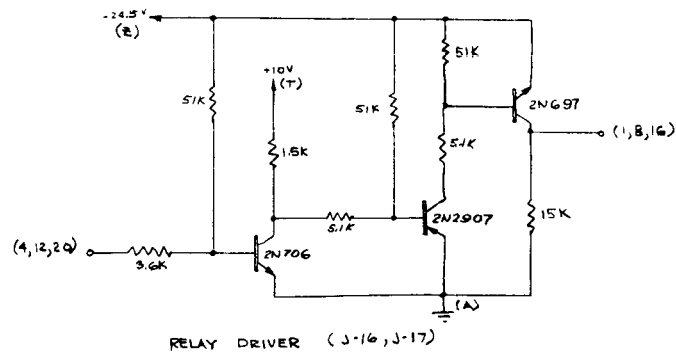 -24.5V
(Z)
51K
+10V
(T)
1.5K
51K
51K
2N697
(1,8,16)
5.1K
5.1K
2N2907
15K
(4,12,20)
3.6K
2N706
(A)
RELAY DRIVER (J-16, J-17)